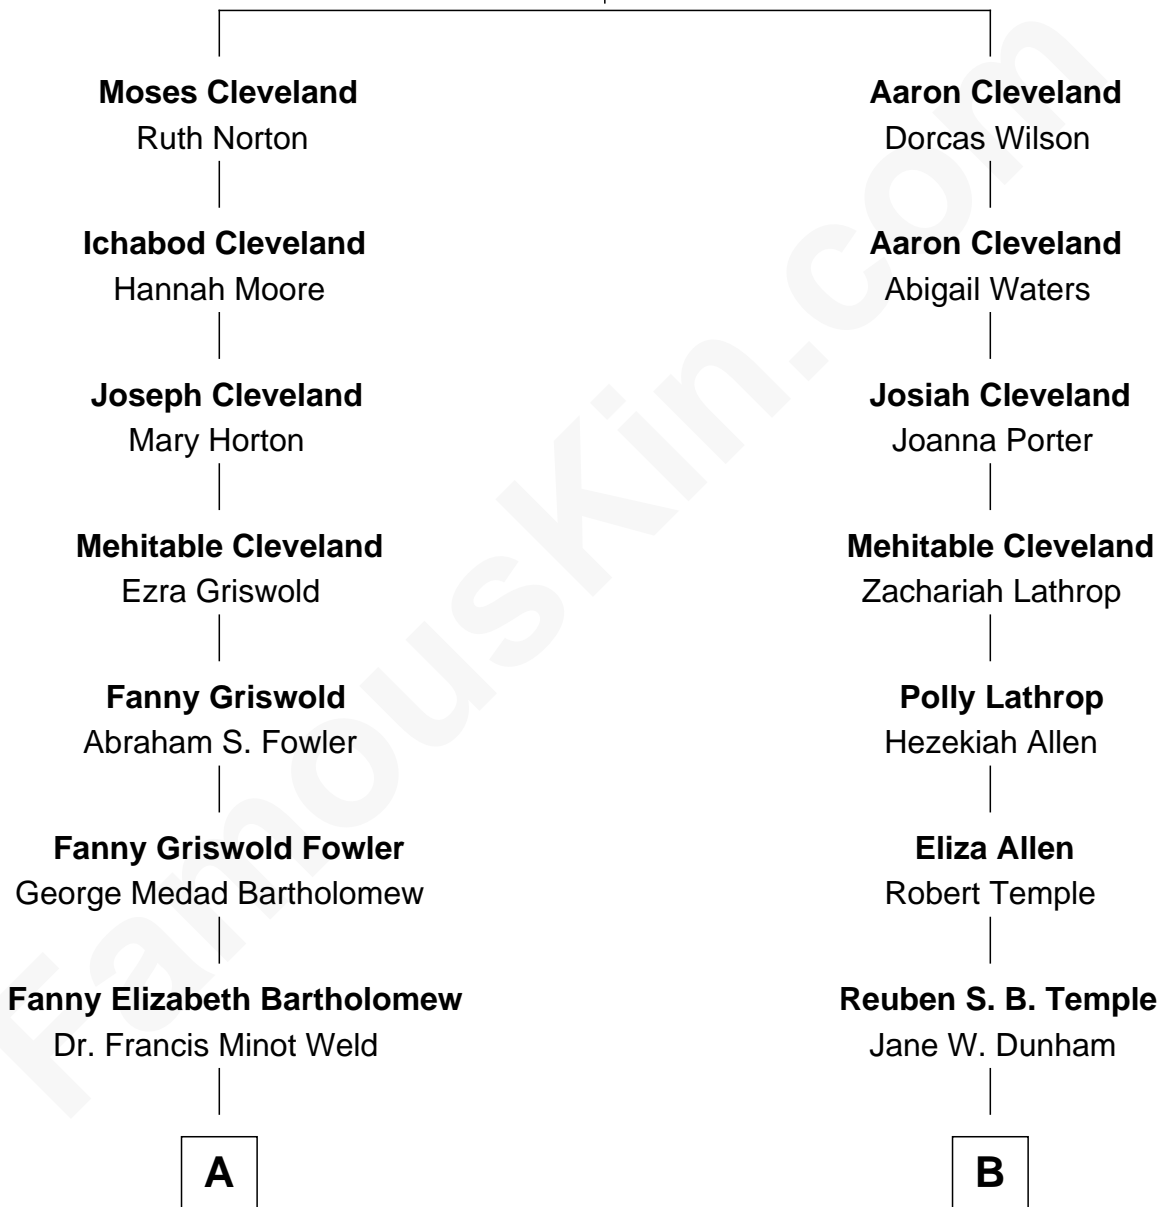 Moses Cleveland
Ruth Norton
Ichabod Cleveland
Hannah Moore
Joseph Cleveland
Mary Horton
Mehitable Cleveland
Ezra Griswold
Fanny Griswold
Abraham S. Fowler
Fanny Griswold Fowler
George Medad Bartholomew
Fanny Elizabeth Bartholomew
Dr. Francis Minot Weld
A
Aaron Cleveland
Dorcas Wilson
Aaron Cleveland
Abigail Waters
Josiah Cleveland
Joanna Porter
Mehitable Cleveland
Zachariah Lathrop
Polly Lathrop
Hezekiah Allen
Eliza Allen
Robert Temple
Reuben S. B. Temple
Jane W. Dunham
B
FamousKin.com